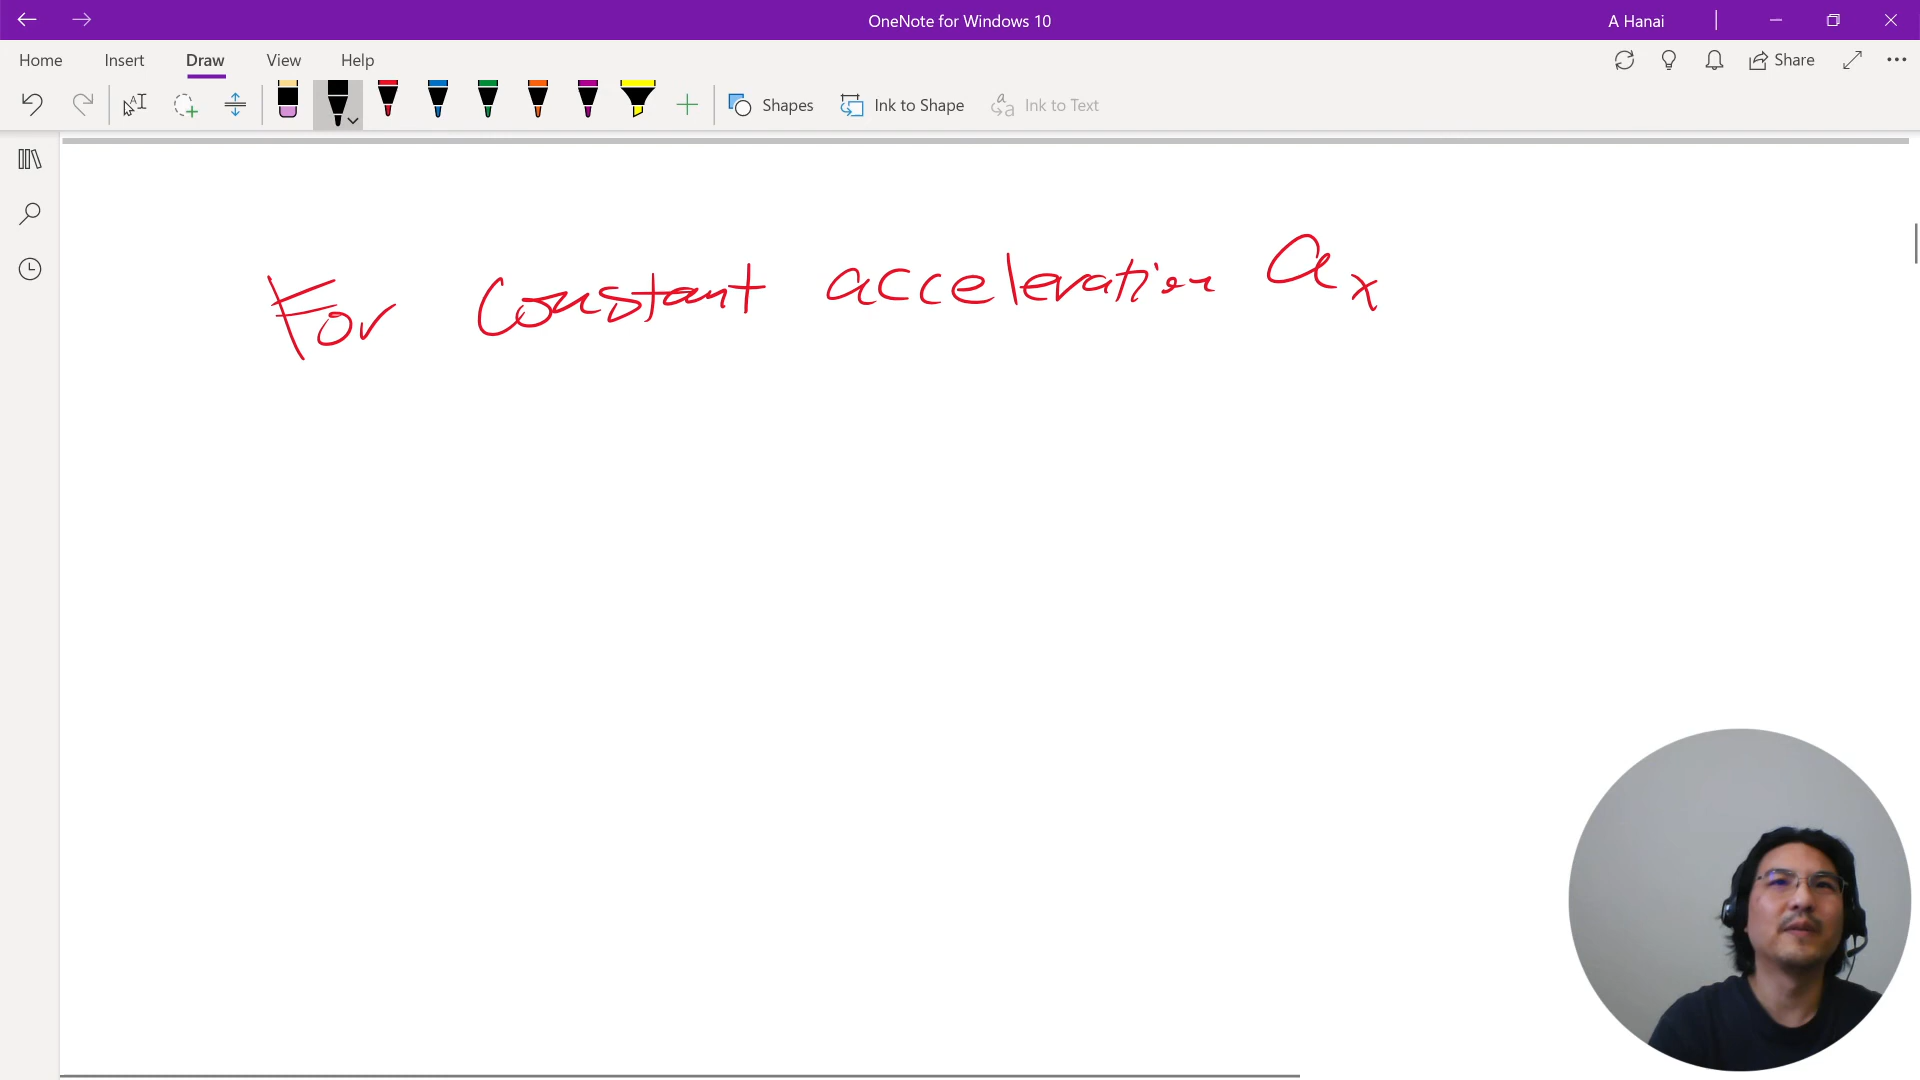 OneNote for Windows 10
A Hanai
Home Insert Draw View Help
Share
Shapes Ink to Shape Ink to Text
For constant acceleration ax